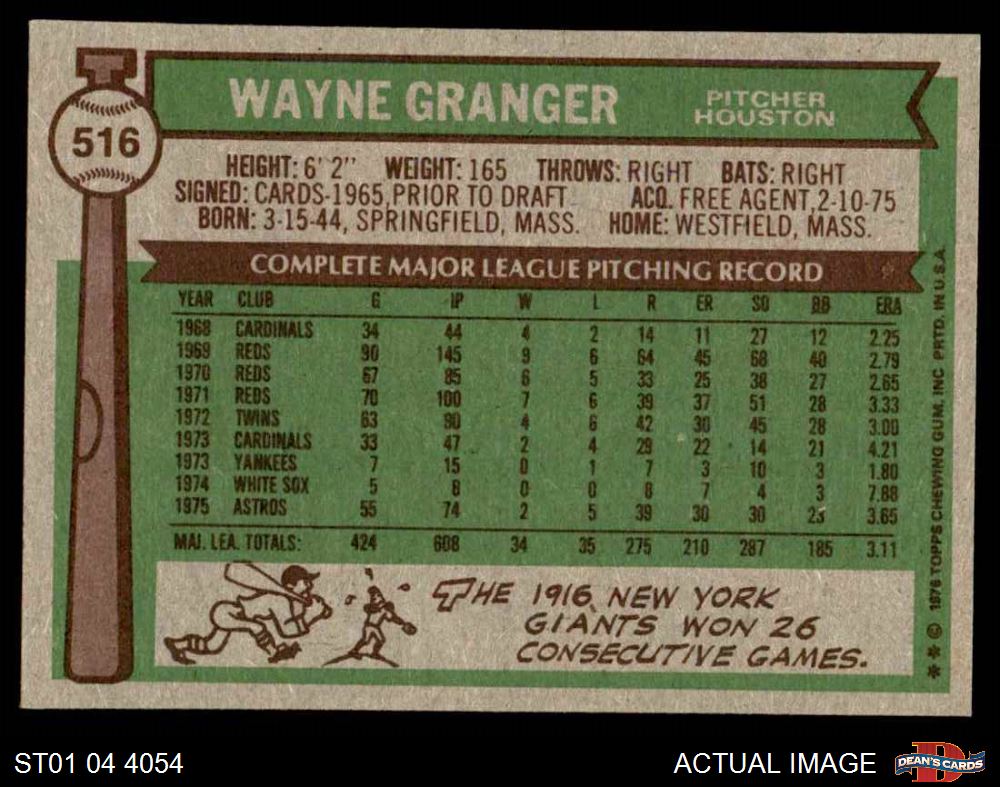 516
WAYNE GRANGER
PITCHER
HOUSTON
HEIGHT: 6' 2" WEIGHT: 165 THROWS: RIGHT BATS: RIGHT
SIGNED: CARDS-1965, PRIOR TO DRAFT ACQ. FREE AGENT, 2-10-75
BORN: 3-15-44, SPRINGFIELD, MASS. HOME: WESTFIELD, MASS.
COMPLETE MAJOR LEAGUE PITCHING RECORD
YEAR CLUB G IP W L R ER SO BB ERA
1968 CARDINALS 34 44 4 2 14 11 27 12 2.25
1969 REDS 90 145 9 6 64 45 68 40 2.79
1970 REDS 67 85 6 5 33 25 38 27 2.65
1971 REDS 70 100 7 6 39 37 51 28 3.33
1972 TWINS 63 90 4 6 42 30 45 28 3.00
1973 CARDINALS 33 47 2 4 29 22 14 21 4.21
1973 YANKEES 7 15 0 1 7 3 10 3 1.80
1974 WHITE SOX 5 8 0 0 8 7 4 3 7.88
1975 ASTROS 55 74 2 5 39 30 30 23 3.65
MAJ. LEA. TOTALS: 424 608 34 35 275 210 287 185 3.11
THE 1916 NEW YORK
GIANTS WON 26
CONSECUTIVE GAMES.
** © 1976 TOPPS CHEWING GUM, INC PRTD. IN U.S.A.
ST01 04 4054
ACTUAL IMAGE
D
DEAN'S CARDS